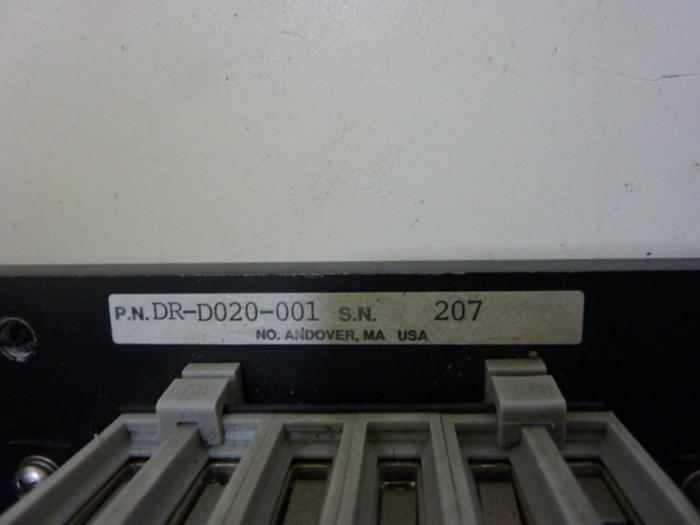 P.N. DR-D020-001 S.N. 207
NO. ANDOVER, MA USA